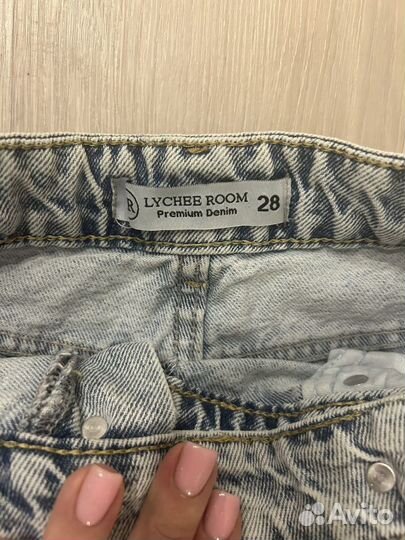 R LYCHEE ROOM
Premium Denim 28
Avito